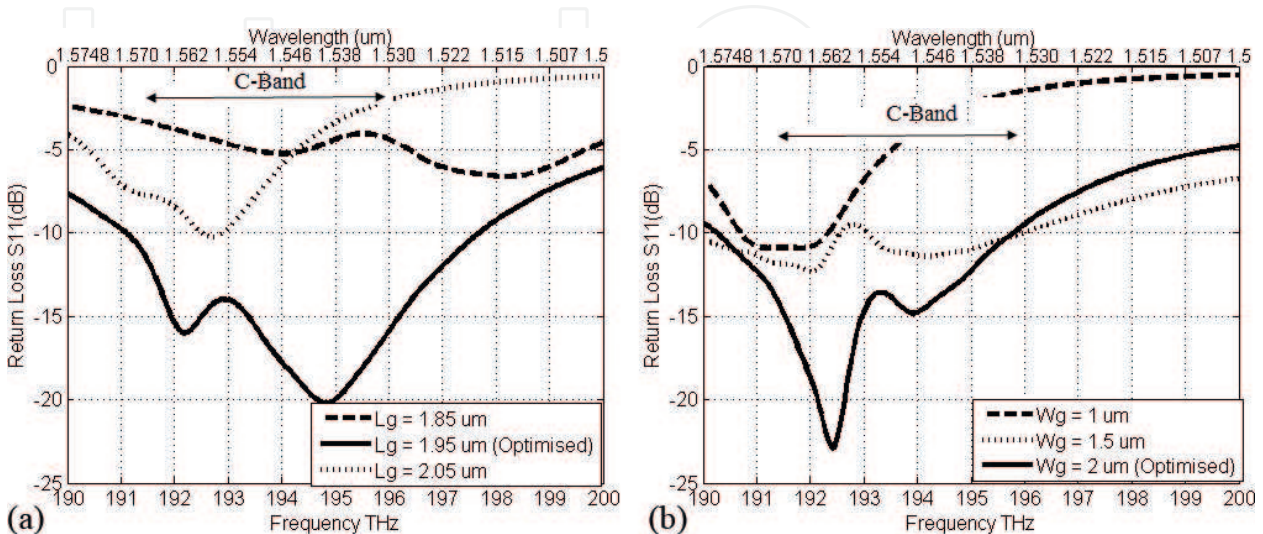 Wavelength (um)
1.5748 1.570 1.562 1.554 1.546 1.538 1.530 1.522 1.515 1.507 1.5
C-Band
Return Loss S11(dB)
0
-5
-10
-15
-20
-25
Lg = 1.85 um
Lg = 1.95 um (Optimised)
Lg = 2.05 um
190 191 192 193 194 195 196 197 198 199 200
Frequency THz
(a)
Wavelength (um)
1.5748 1.570 1.562 1.554 1.546 1.538 1.530 1.522 1.515 1.507 1.5
C-Band
Return Loss S11(dB)
0
-5
-10
-15
-20
-25
Wg = 1 um
Wg = 1.5 um
Wg = 2 um (Optimised)
190 191 192 193 194 195 196 197 198 199 200
Frequency THz
(b)